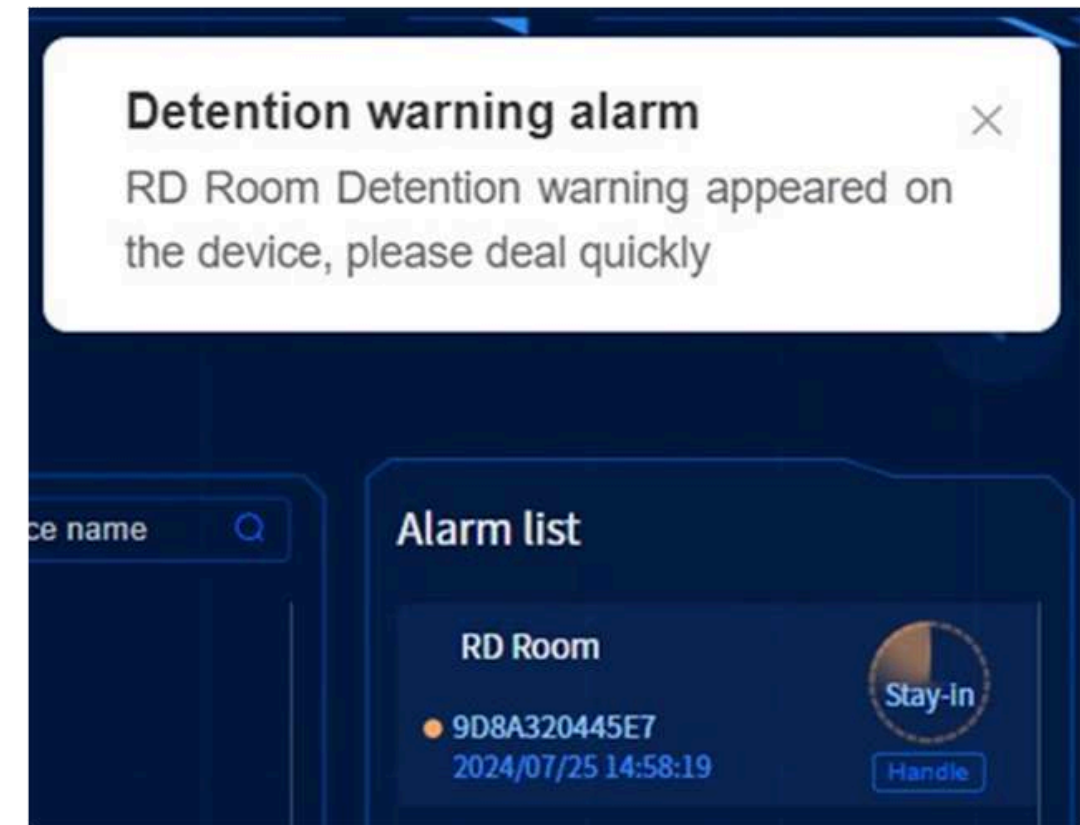 Detention warning alarm
RD Room Detention warning appeared on
the device, please deal quickly
ce name
Alarm list
RD Room
Stay-in
9D8A320445E7
2024/07/25 14:58:19
Handle